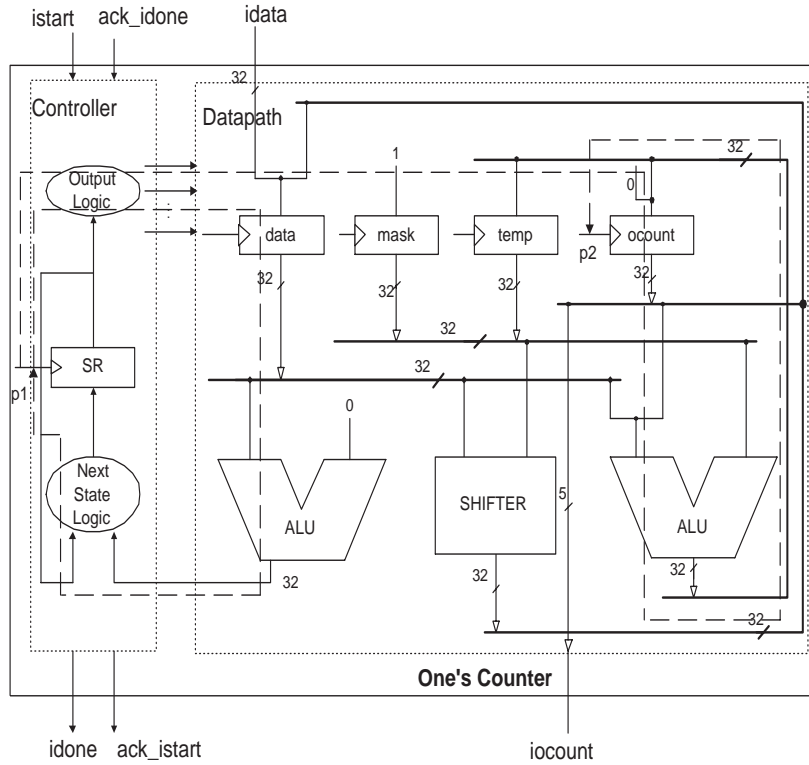 istart ack_idone idata
32
Controller Datapath
1 32
Output
Logic
0
:
data mask temp ocount
p2
32 32 32 32
32
SR 32
p1
0
Next
State
Logic
ALU SHIFTER 5 ALU
32 32 32
32
One's Counter
idone ack_istart iocount